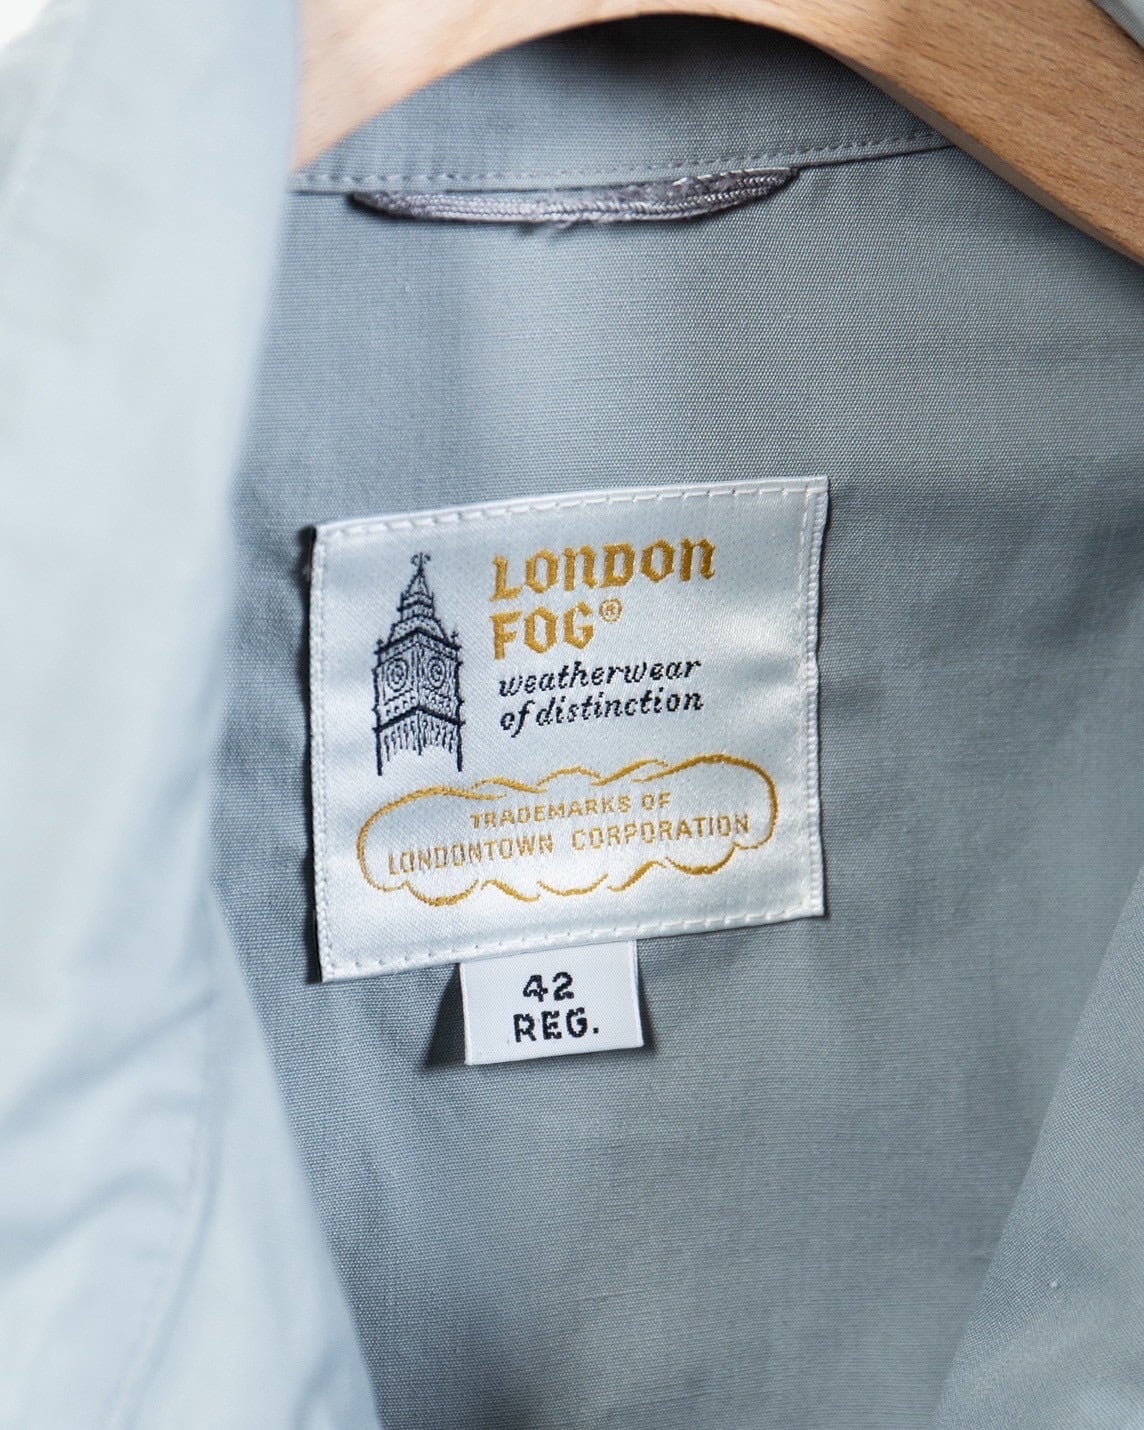 LONDON
FOG®
weatherwear
of distinction
TRADEMARKS OF
LONDONTOWN CORPORATION
42
REG.